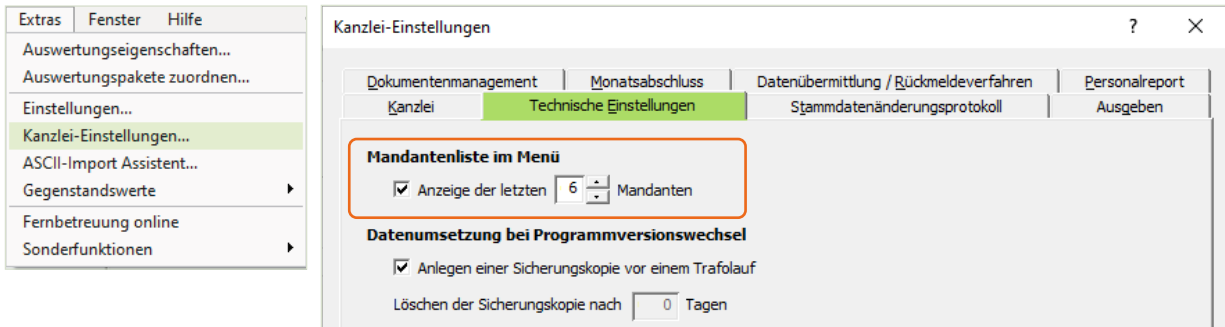 Extras Fenster Hilfe
Auswertungseigenschaften...
Auswertungspakete zuordnen...
Einstellungen...
Kanzlei-Einstellungen...
ASCII-Import Assistent...
Gegenstandswerte
Fernbetreuung online
Sonderfunktionen
Kanzlei-Einstellungen ?
Dokumentenmanagement Monatsabschluss Datenübermittlung / Rückmeldeverfahren Personalreport
Kanzlei Technische Einstellungen Stammdatenänderungsprotokoll Ausgeben
Mandantenliste im Menü
Anzeige der letzten 6 Mandanten
Datenumsetzung bei Programmversionswechsel
Anlegen einer Sicherungskopie vor einem Trafolauf
Löschen der Sicherungskopie nach 0 Tagen